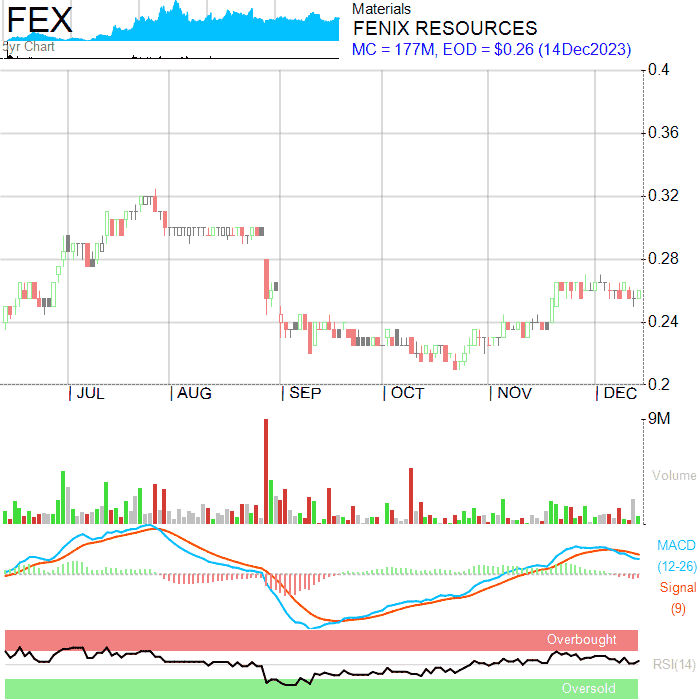 FEX
5yr Chart
Materials
FENIX RESOURCES
MC = 177M, EOD = $0.26 (14Dec2023)
0.4
0.36
0.32
0.28
0.24
0.2
JUL AUG SEP OCT NOV DEC
9M
Volume
MACD
(12-26)
Signal
(9)
Overbought
RSI(14)
Oversold